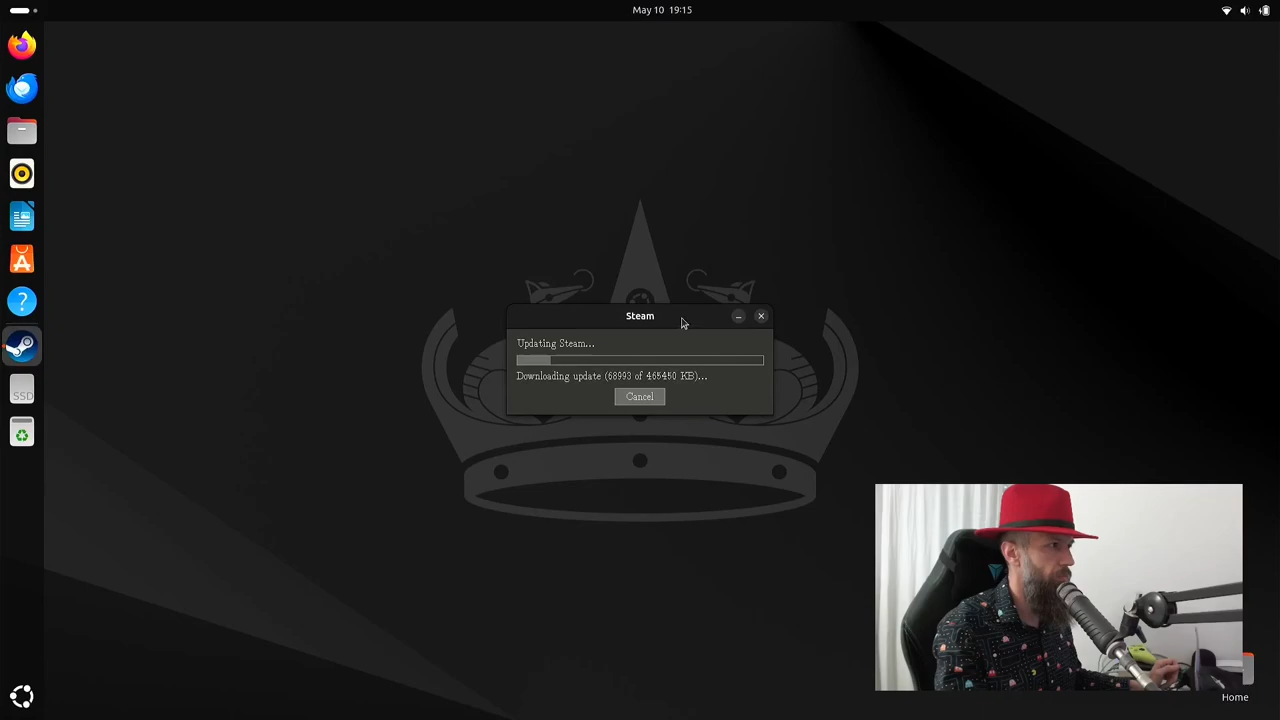 May 10 19:15
Steam
Updating Steam...
Downloading update (68993 of 465450 KB)...
Cancel
SSD
Home